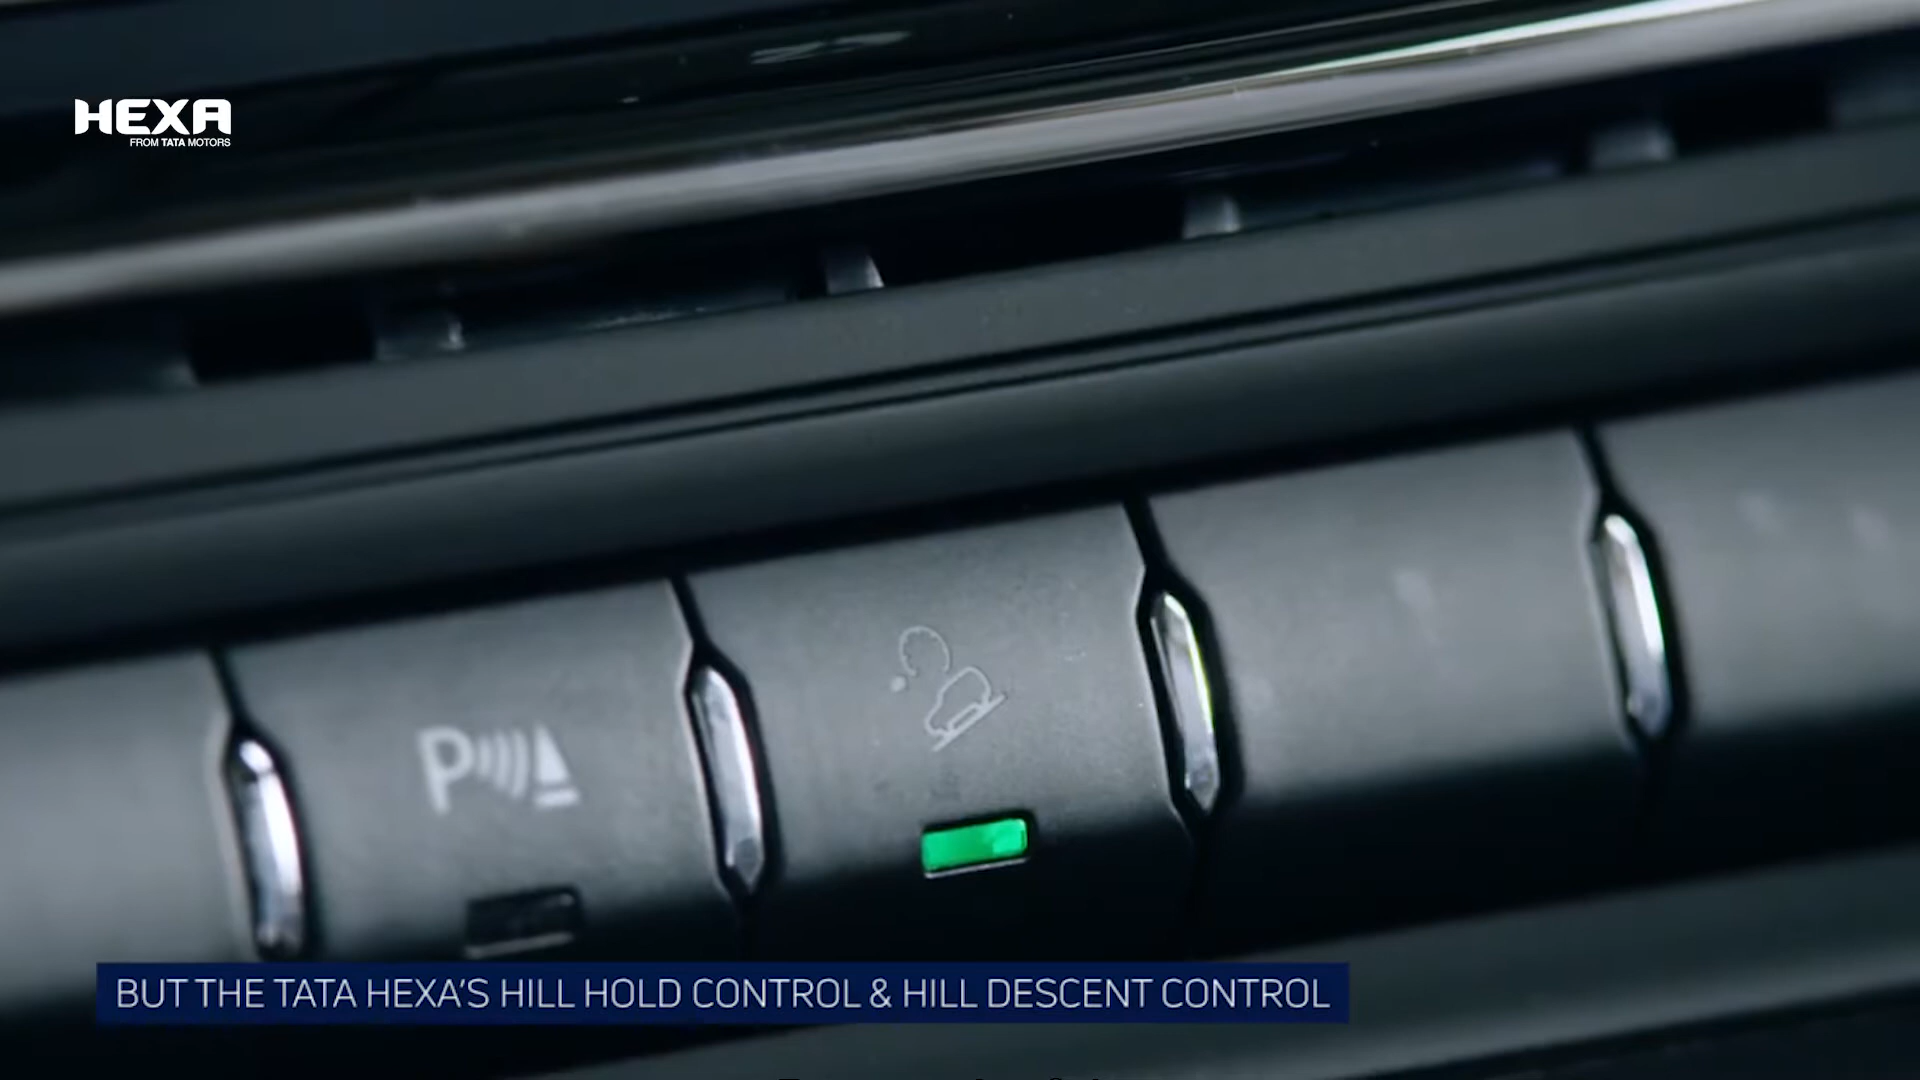 HEXA
FROM TATA MOTORS
P
BUT THE TATA HEXA'S HILL HOLD CONTROL & HILL DESCENT CONTROL